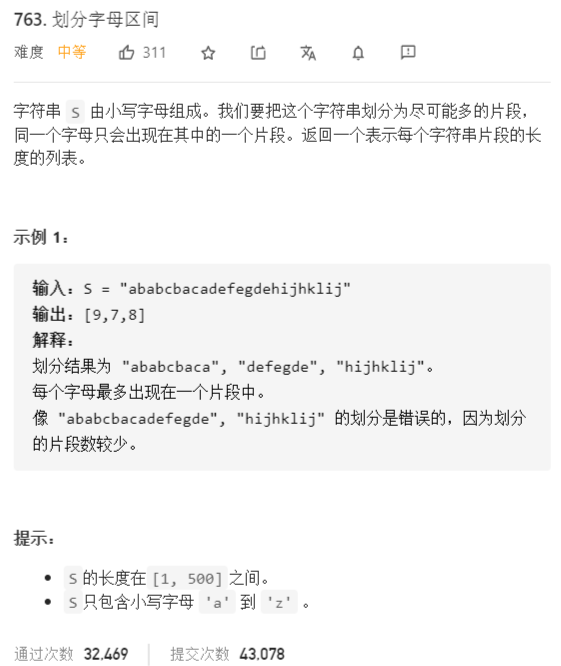 763. 划分字母区间
难度 中等 311
字符串 S 由小写字母组成。我们要把这个字符串划分为尽可能多的片段，
同一个字母只会出现在其中的一个片段。返回一个表示每个字符串片段的长
度的列表。
示例 1：
输入：S = "ababcbacadefegdehijhklij"
输出：[9,7,8]
解释：
划分结果为 "ababcbaca", "defegde", "hijhklij"。
每个字母最多出现在一个片段中。
像 "ababcbacadefegde", "hijhklij" 的划分是错误的，因为划分
的片段数较少。
提示：
• S的长度在[1, 500]之间。
• S只包含小写字母 'a' 到 'z' 。
通过次数 32,469 | 提交次数 43,078